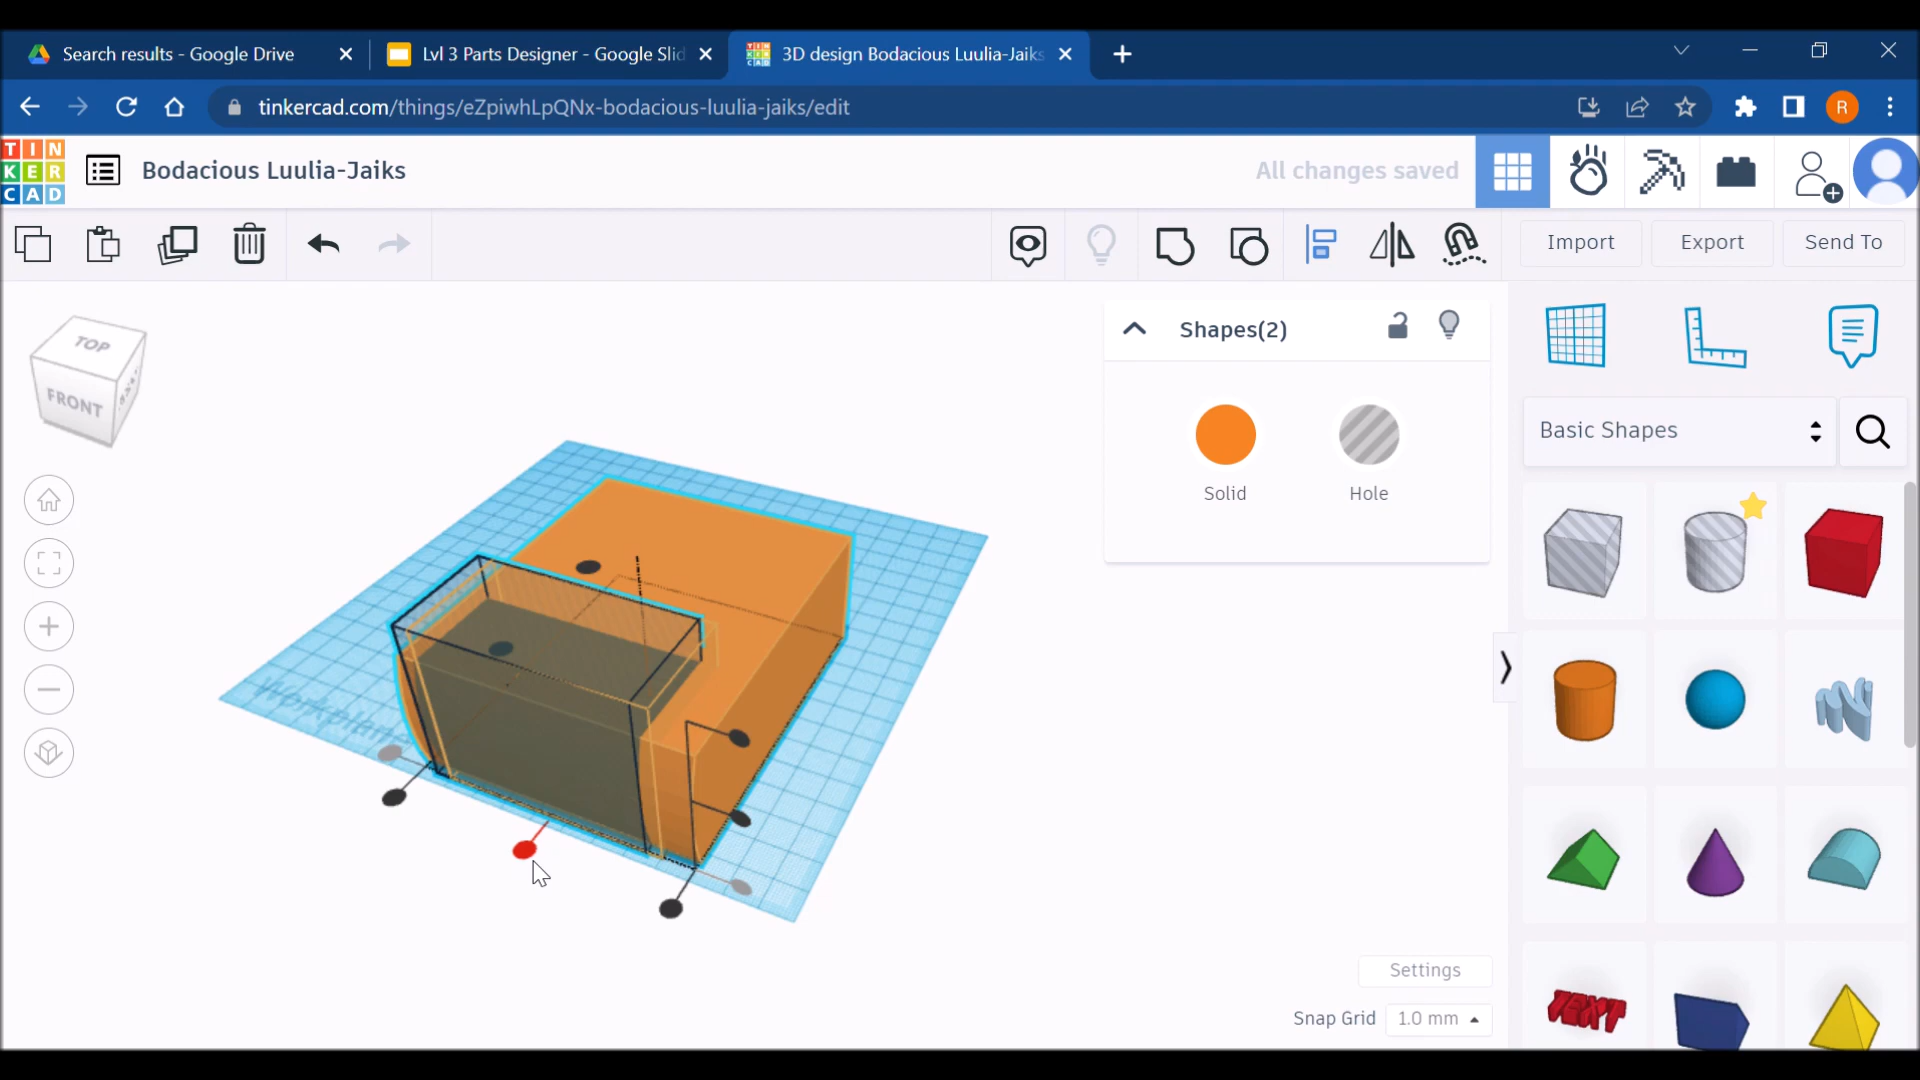 Search results - Google Drive
Lvl 3 Parts Designer - Google Slid
3D design Bodacious Luulia-Jaiks
tinkercad.com/things/eZpiwhLpQNx-bodacious-luulia-jaiks/edit
R
TIN
KER
CAD
Bodacious Luulia-Jaiks
All changes saved
Import
Export
Send To
TOP
FRONT
Shapes(2)
Solid
Hole
Basic Shapes
Workplane
TEXT
Settings
Snap Grid
1.0 mm